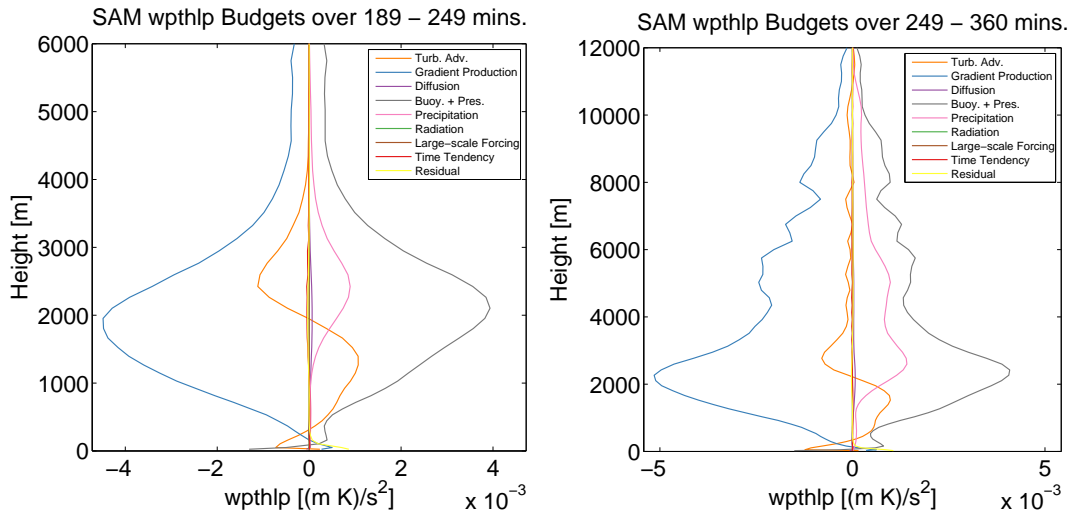 SAM wpthlp Budgets over 189 − 249 mins.
6000
5000
4000
3000
2000
1000
0
Height [m]
−4
−2
0
2
4
wpthlp [(m K)/s²]
x 10⁻³
Turb. Adv.
Gradient Production
Diffusion
Buoy. + Pres.
Precipitation
Radiation
Large−scale Forcing
Time Tendency
Residual
SAM wpthlp Budgets over 249 − 360 mins.
12000
10000
8000
6000
4000
2000
0
Height [m]
−5
0
5
wpthlp [(m K)/s²]
x 10⁻³
Turb. Adv.
Gradient Production
Diffusion
Buoy. + Pres.
Precipitation
Radiation
Large−scale Forcing
Time Tendency
Residual